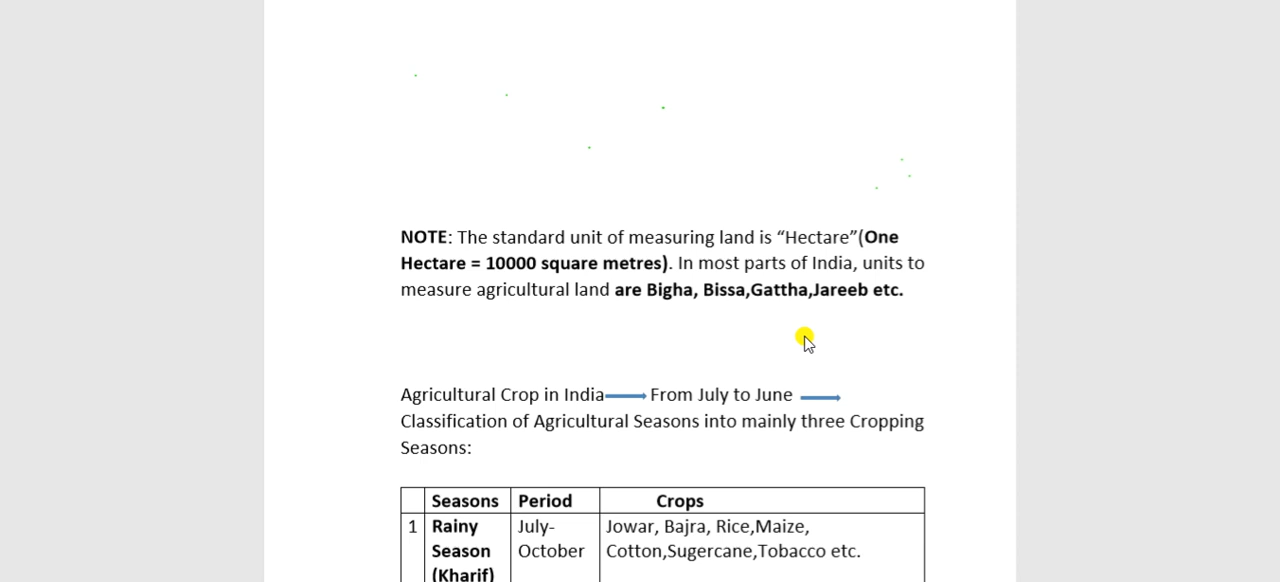 NOTE: The standard unit of measuring land is “Hectare”(One
Hectare = 10000 square metres). In most parts of India, units to
measure agricultural land are Bigha, Bissa,Gattha,Jareeb etc.
Agricultural Crop in India From July to June
Classification of Agricultural Seasons into mainly three Cropping
Seasons:
Seasons Period Crops
1 Rainy July- Jowar, Bajra, Rice,Maize,
Season October Cotton,Sugercane,Tobacco etc.
(Kharif)